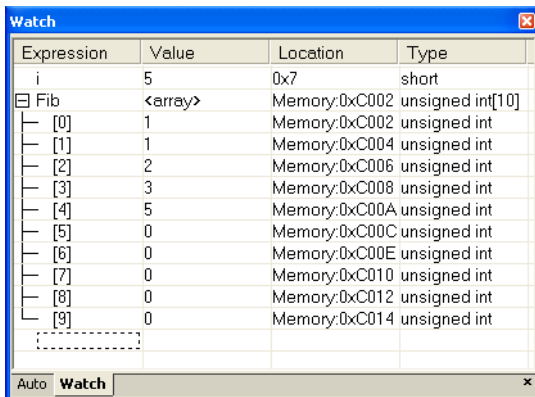 Watch
Expression Value Location Type
i 5 0x7 short
Fib <array> Memory:0xC002 unsigned int[10]
[0] 1 Memory:0xC002 unsigned int
[1] 1 Memory:0xC004 unsigned int
[2] 2 Memory:0xC006 unsigned int
[3] 3 Memory:0xC008 unsigned int
[4] 5 Memory:0xC00A unsigned int
[5] 0 Memory:0xC00C unsigned int
[6] 0 Memory:0xC00E unsigned int
[7] 0 Memory:0xC010 unsigned int
[8] 0 Memory:0xC012 unsigned int
[9] 0 Memory:0xC014 unsigned int
Auto Watch